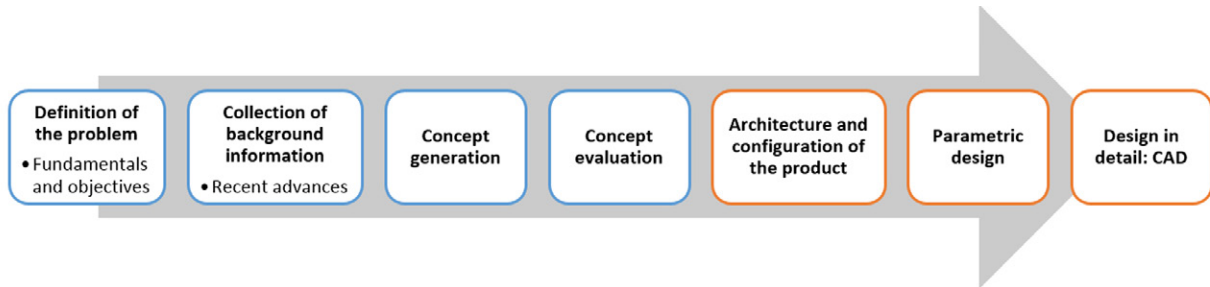 Definition of
the problem
• Fundamentals
and objectives
Collection of
background
information
• Recent advances
Concept
generation
Concept
evaluation
Architecture and
configuration of
the product
Parametric
design
Design in
detail: CAD